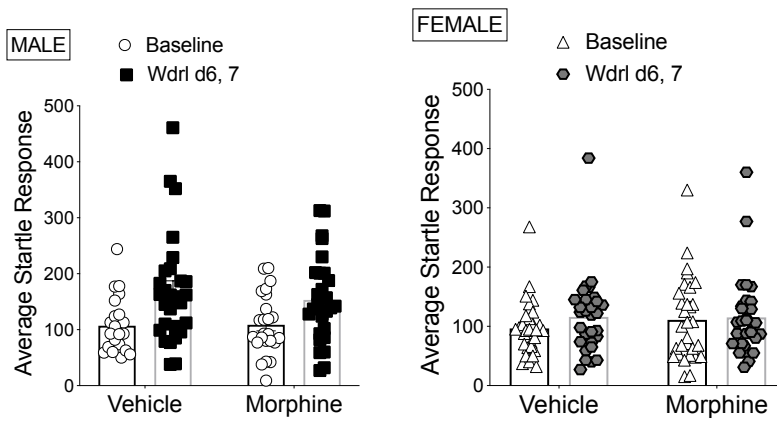 MALE
Baseline
Wdrl d6, 7
500
400
300
200
100
0
Average Startle Response
Vehicle
Morphine
FEMALE
Baseline
Wdrl d6, 7
500
400
300
200
100
0
Average Startle Response
Vehicle
Morphine